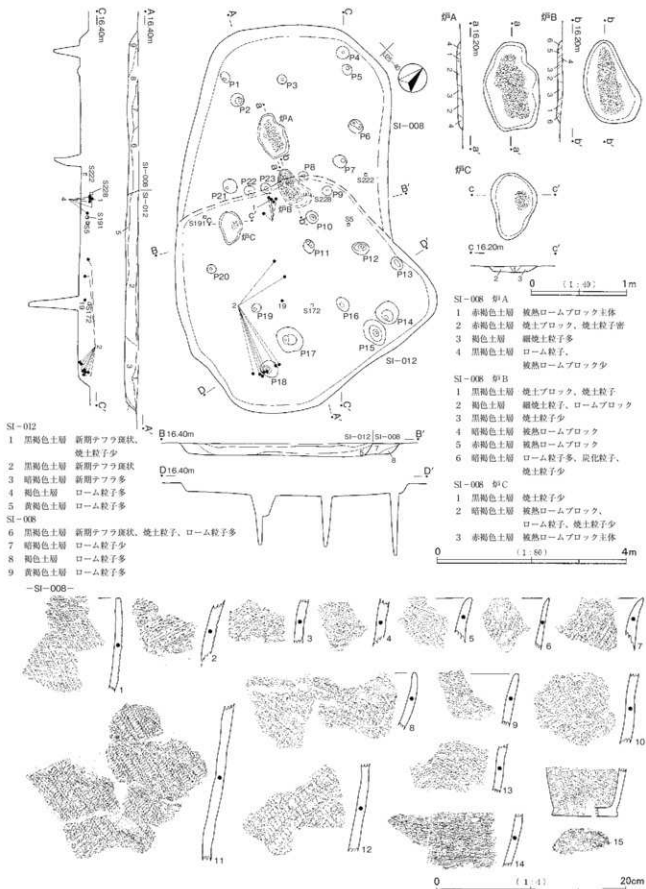 C 16.40m
A 16.40m
C'
A'
S222
S228
S191
S172
SI-008
SI-012
P1
P2
P3
P4
P5
P6
P7
P8
P9
P10
P11
P12
P13
P14
P15
P16
P17
P18
P19
P20
P21
P22
P23
炉A
炉B
炉C
SI-008
SI-012
S222
S228
S191
S172
A
A'
B
B'
C
C'
D
D'
炉A
a 16.20m
a'
炉B
b 16.20m
b'
炉C
c
c'
c 16.20m
c'
0 (1:40) 1m
SI-008 炉A
1 赤褐色土層 被熱ロームブロック主体
2 赤褐色土層 焼土ブロック、焼土粒子密
3 褐色土層 細焼土粒子多
4 黒褐色土層 ローム粒子、
被熱ロームブロック少
SI-008 炉B
1 黒褐色土層 焼土ブロック、焼土粒子
2 褐色土層 細焼土粒子、ロームブロック
3 黒褐色土層 焼土粒子少
4 暗褐色土層 被熱ロームブロック
5 赤褐色土層 被熱ロームブロック
6 暗褐色土層 ローム粒子多、炭化粒子、
焼土粒子少
SI-008 炉C
1 黒褐色土層 焼土粒子少
2 暗褐色土層 被熱ロームブロック、
ローム粒子、焼土粒子少
3 赤褐色土層 被熱ロームブロック主体
0 (1:80) 4m
SI-012
1 黒褐色土層 新期テフラ斑状、
焼土粒子少
2 黒褐色土層 新期テフラ斑状
3 暗褐色土層 新期テフラ多
4 褐色土層 ローム粒子多
5 黄褐色土層 ローム粒子多
SI-008
6 黒褐色土層 新期テフラ斑状、焼土粒子、ローム粒子多
7 暗褐色土層 ローム粒子少
8 褐色土層 ローム粒子多
9 黄褐色土層 ローム粒子多
B 16.40m
SI-012 SI-008
B'
D 16.40m
D'
-SI-008-
1
2
3
4
5
6
7
8
9
10
11
12
13
14
15
0 (1:4) 20cm